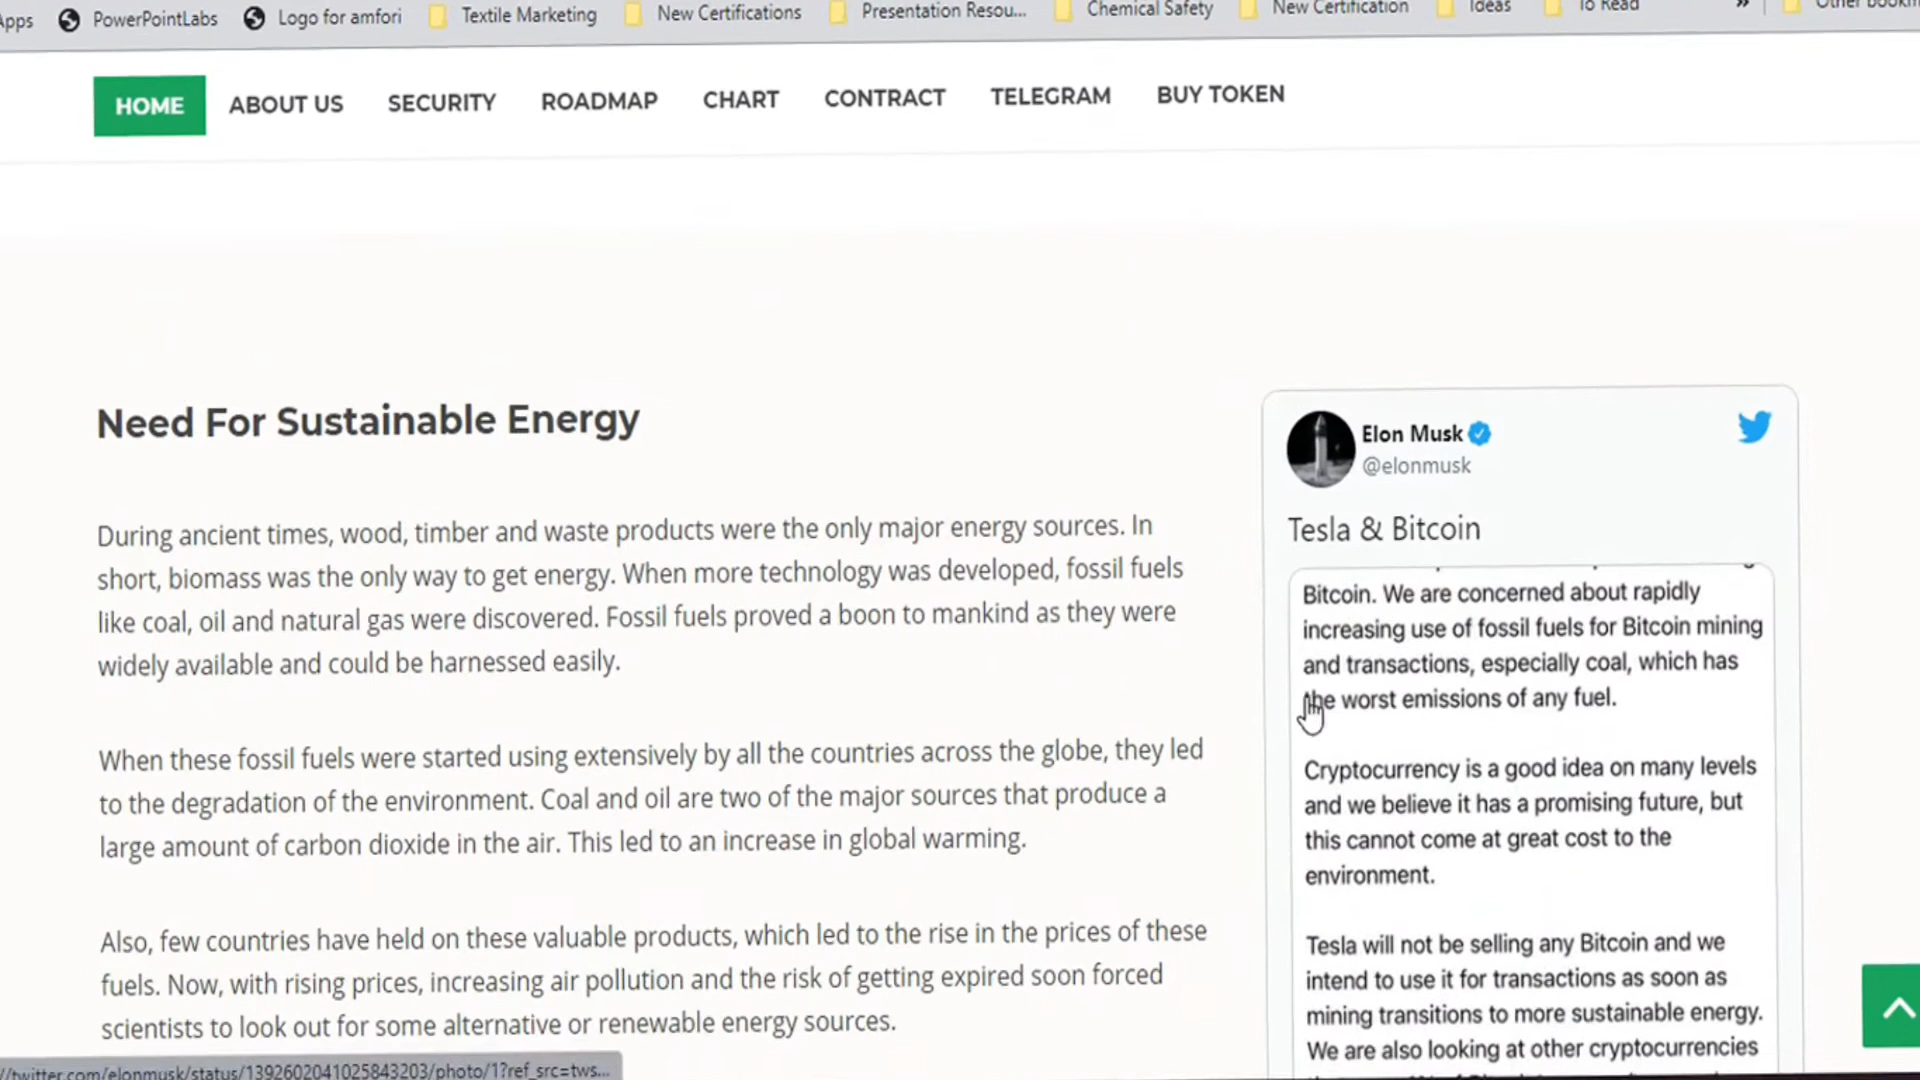 Apps PowerPointLabs Logo for amfori Textile Marketing New Certifications Presentation Resou... Chemical Safety New Certification Ideas To Read » Other bookm
HOME ABOUT US SECURITY ROADMAP CHART CONTRACT TELEGRAM BUY TOKEN
Need For Sustainable Energy
During ancient times, wood, timber and waste products were the only major energy sources. In
short, biomass was the only way to get energy. When more technology was developed, fossil fuels
like coal, oil and natural gas were discovered. Fossil fuels proved a boon to mankind as they were
widely available and could be harnessed easily.
When these fossil fuels were started using extensively by all the countries across the globe, they led
to the degradation of the environment. Coal and oil are two of the major sources that produce a
large amount of carbon dioxide in the air. This led to an increase in global warming.
Also, few countries have held on these valuable products, which led to the rise in the prices of these
fuels. Now, with rising prices, increasing air pollution and the risk of getting expired soon forced
scientists to look out for some alternative or renewable energy sources.
Elon Musk
@elonmusk
Tesla & Bitcoin
Bitcoin. We are concerned about rapidly
increasing use of fossil fuels for Bitcoin mining
and transactions, especially coal, which has
the worst emissions of any fuel.
Cryptocurrency is a good idea on many levels
and we believe it has a promising future, but
this cannot come at great cost to the
environment.
Tesla will not be selling any Bitcoin and we
intend to use it for transactions as soon as
mining transitions to more sustainable energy.
We are also looking at other cryptocurrencies
//twitter.com/elonmusk/status/1392602041025843203/photo/1?ref_src=tws...